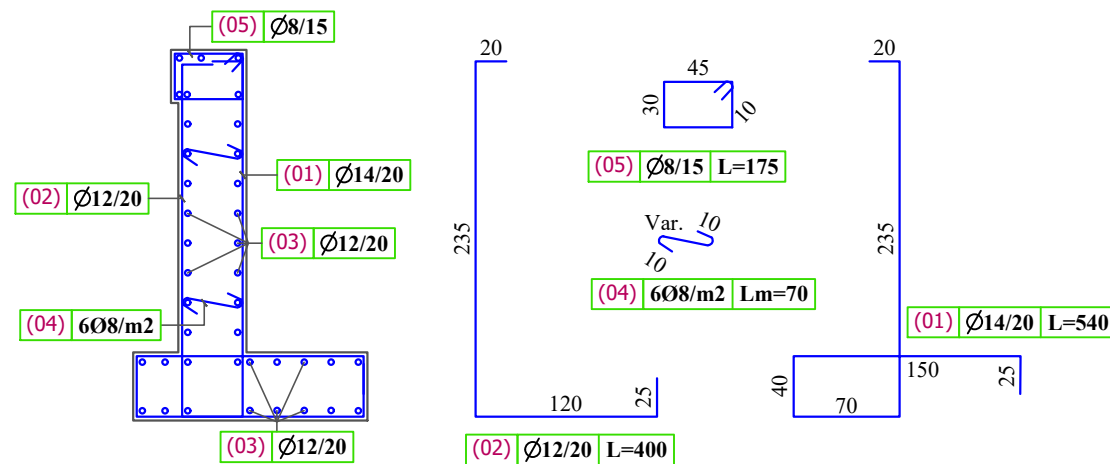 (05) Ø8/15
(02) Ø12/20
(01) Ø14/20
(03) Ø12/20
(04) 6Ø8/m2
(03) Ø12/20
20
235
120
25
(02) Ø12/20 L=400
45
30
10
(05) Ø8/15 L=175
Var.
10
10
(04) 6Ø8/m2 Lm=70
20
235
(01) Ø14/20 L=540
150
25
40
70